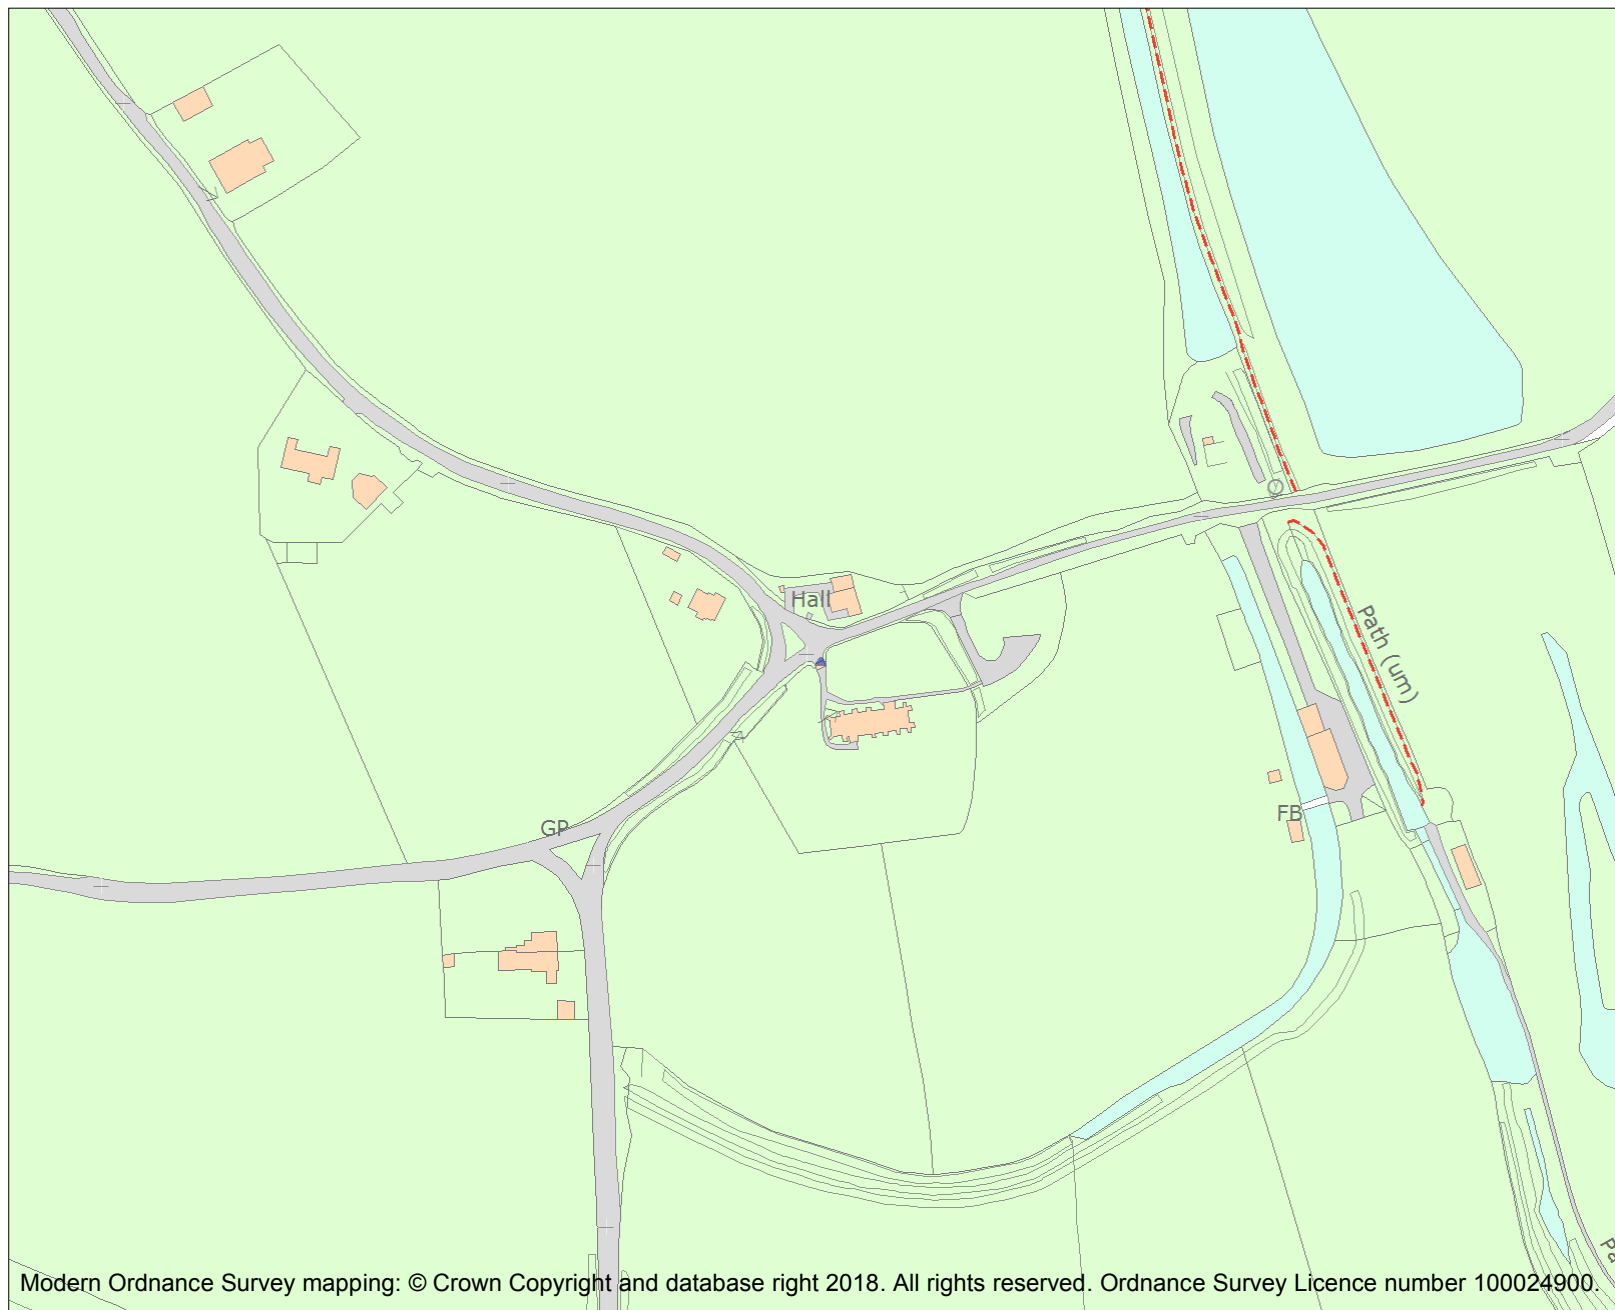 Hall
Path (um)
GP
FB
Pa
Modern Ordnance Survey mapping: © Crown Copyright and database right 2018. All rights reserved. Ordnance Survey Licence number 100024900.